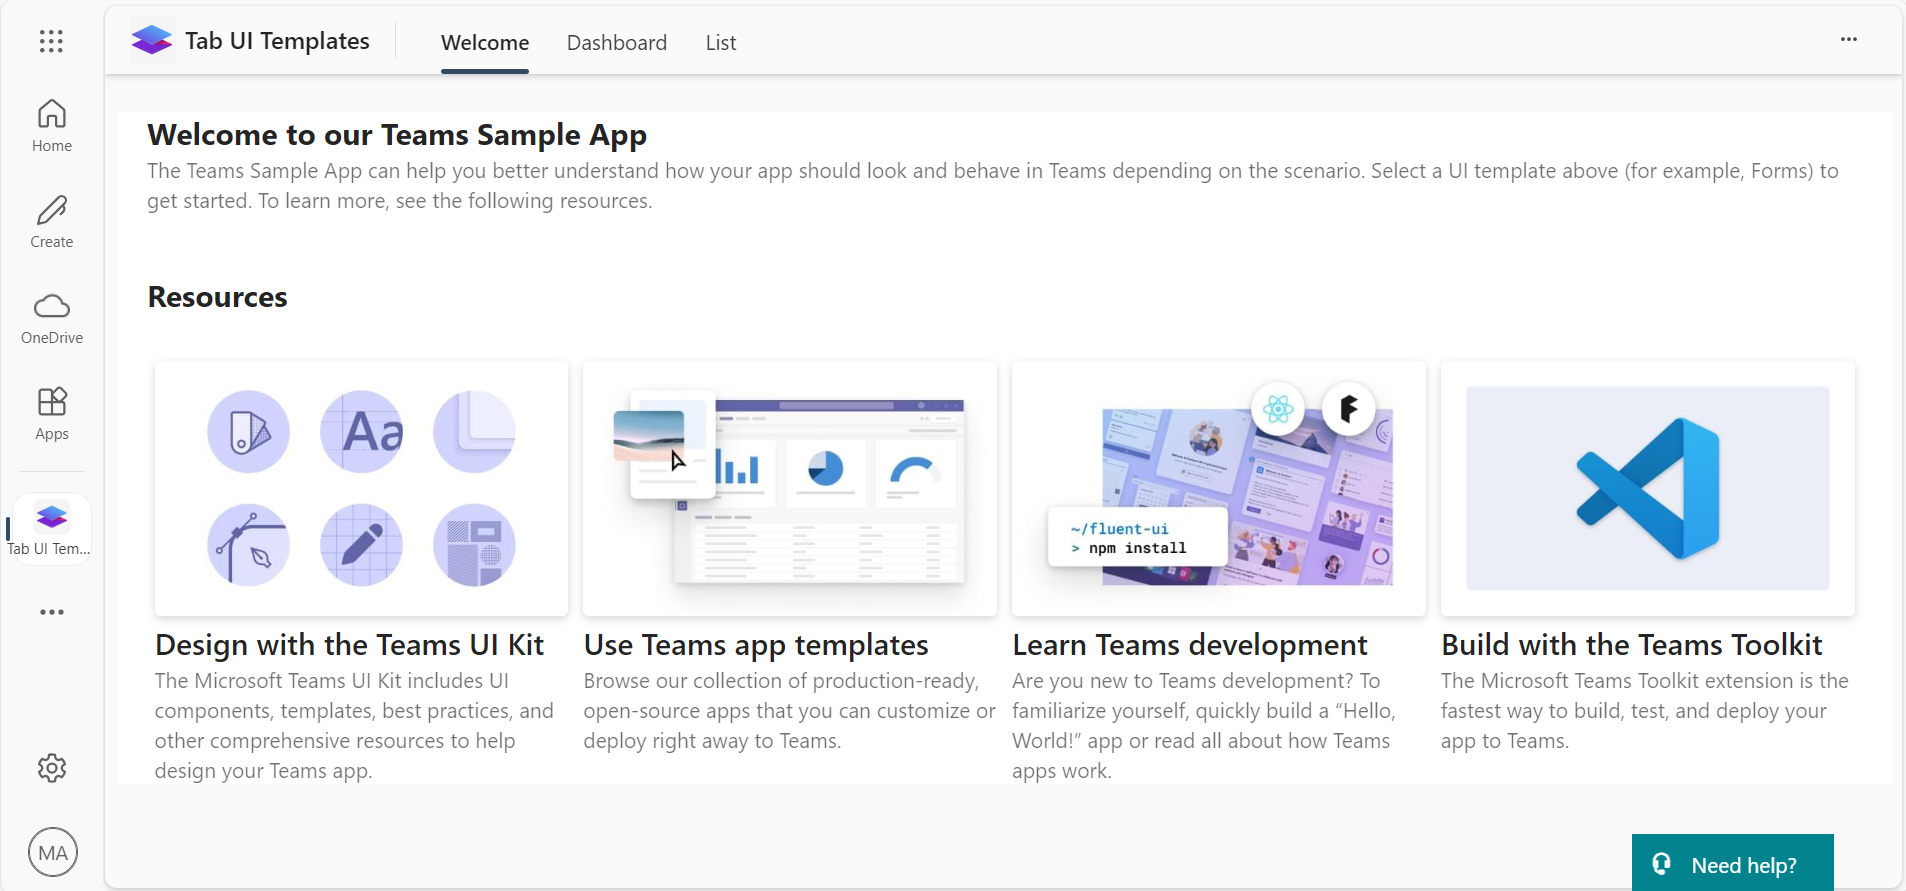 Tab UI Templates
Welcome
Dashboard
List
Home
Create
OneDrive
Apps
Tab UI Tem...
MA
Welcome to our Teams Sample App
The Teams Sample App can help you better understand how your app should look and behave in Teams depending on the scenario. Select a UI template above (for example, Forms) to
get started. To learn more, see the following resources.
Resources
Aa
~/fluent-ui
> npm install
Design with the Teams UI Kit
The Microsoft Teams UI Kit includes UI
components, templates, best practices, and
other comprehensive resources to help
design your Teams app.
Use Teams app templates
Browse our collection of production-ready,
open-source apps that you can customize or
deploy right away to Teams.
Learn Teams development
Are you new to Teams development? To
familiarize yourself, quickly build a “Hello,
World!” app or read all about how Teams
apps work.
Build with the Teams Toolkit
The Microsoft Teams Toolkit extension is the
fastest way to build, test, and deploy your
app to Teams.
Need help?